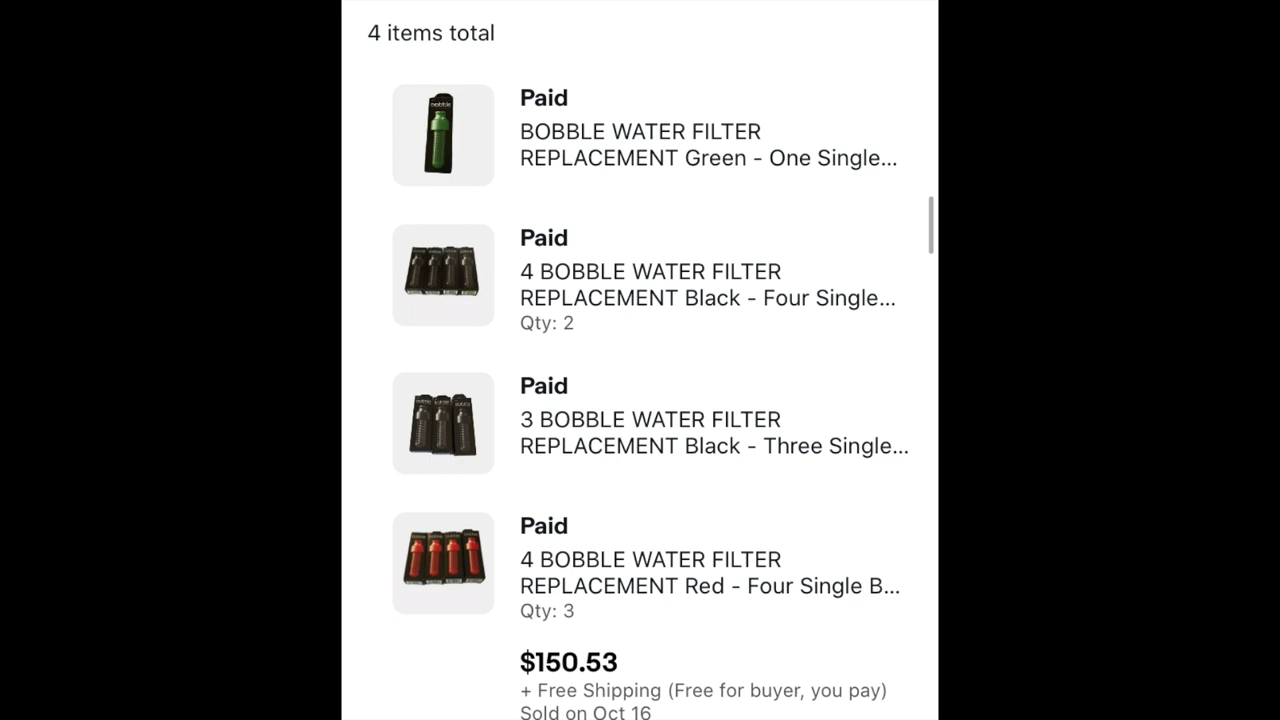 4 items total
bobble
Paid
BOBBLE WATER FILTER
REPLACEMENT Green - One Single...
Paid
4 BOBBLE WATER FILTER
REPLACEMENT Black - Four Single...
Qty: 2
Paid
3 BOBBLE WATER FILTER
REPLACEMENT Black - Three Single...
Paid
4 BOBBLE WATER FILTER
REPLACEMENT Red - Four Single B...
Qty: 3
$150.53
+ Free Shipping (Free for buyer, you pay)
Sold on Oct 16